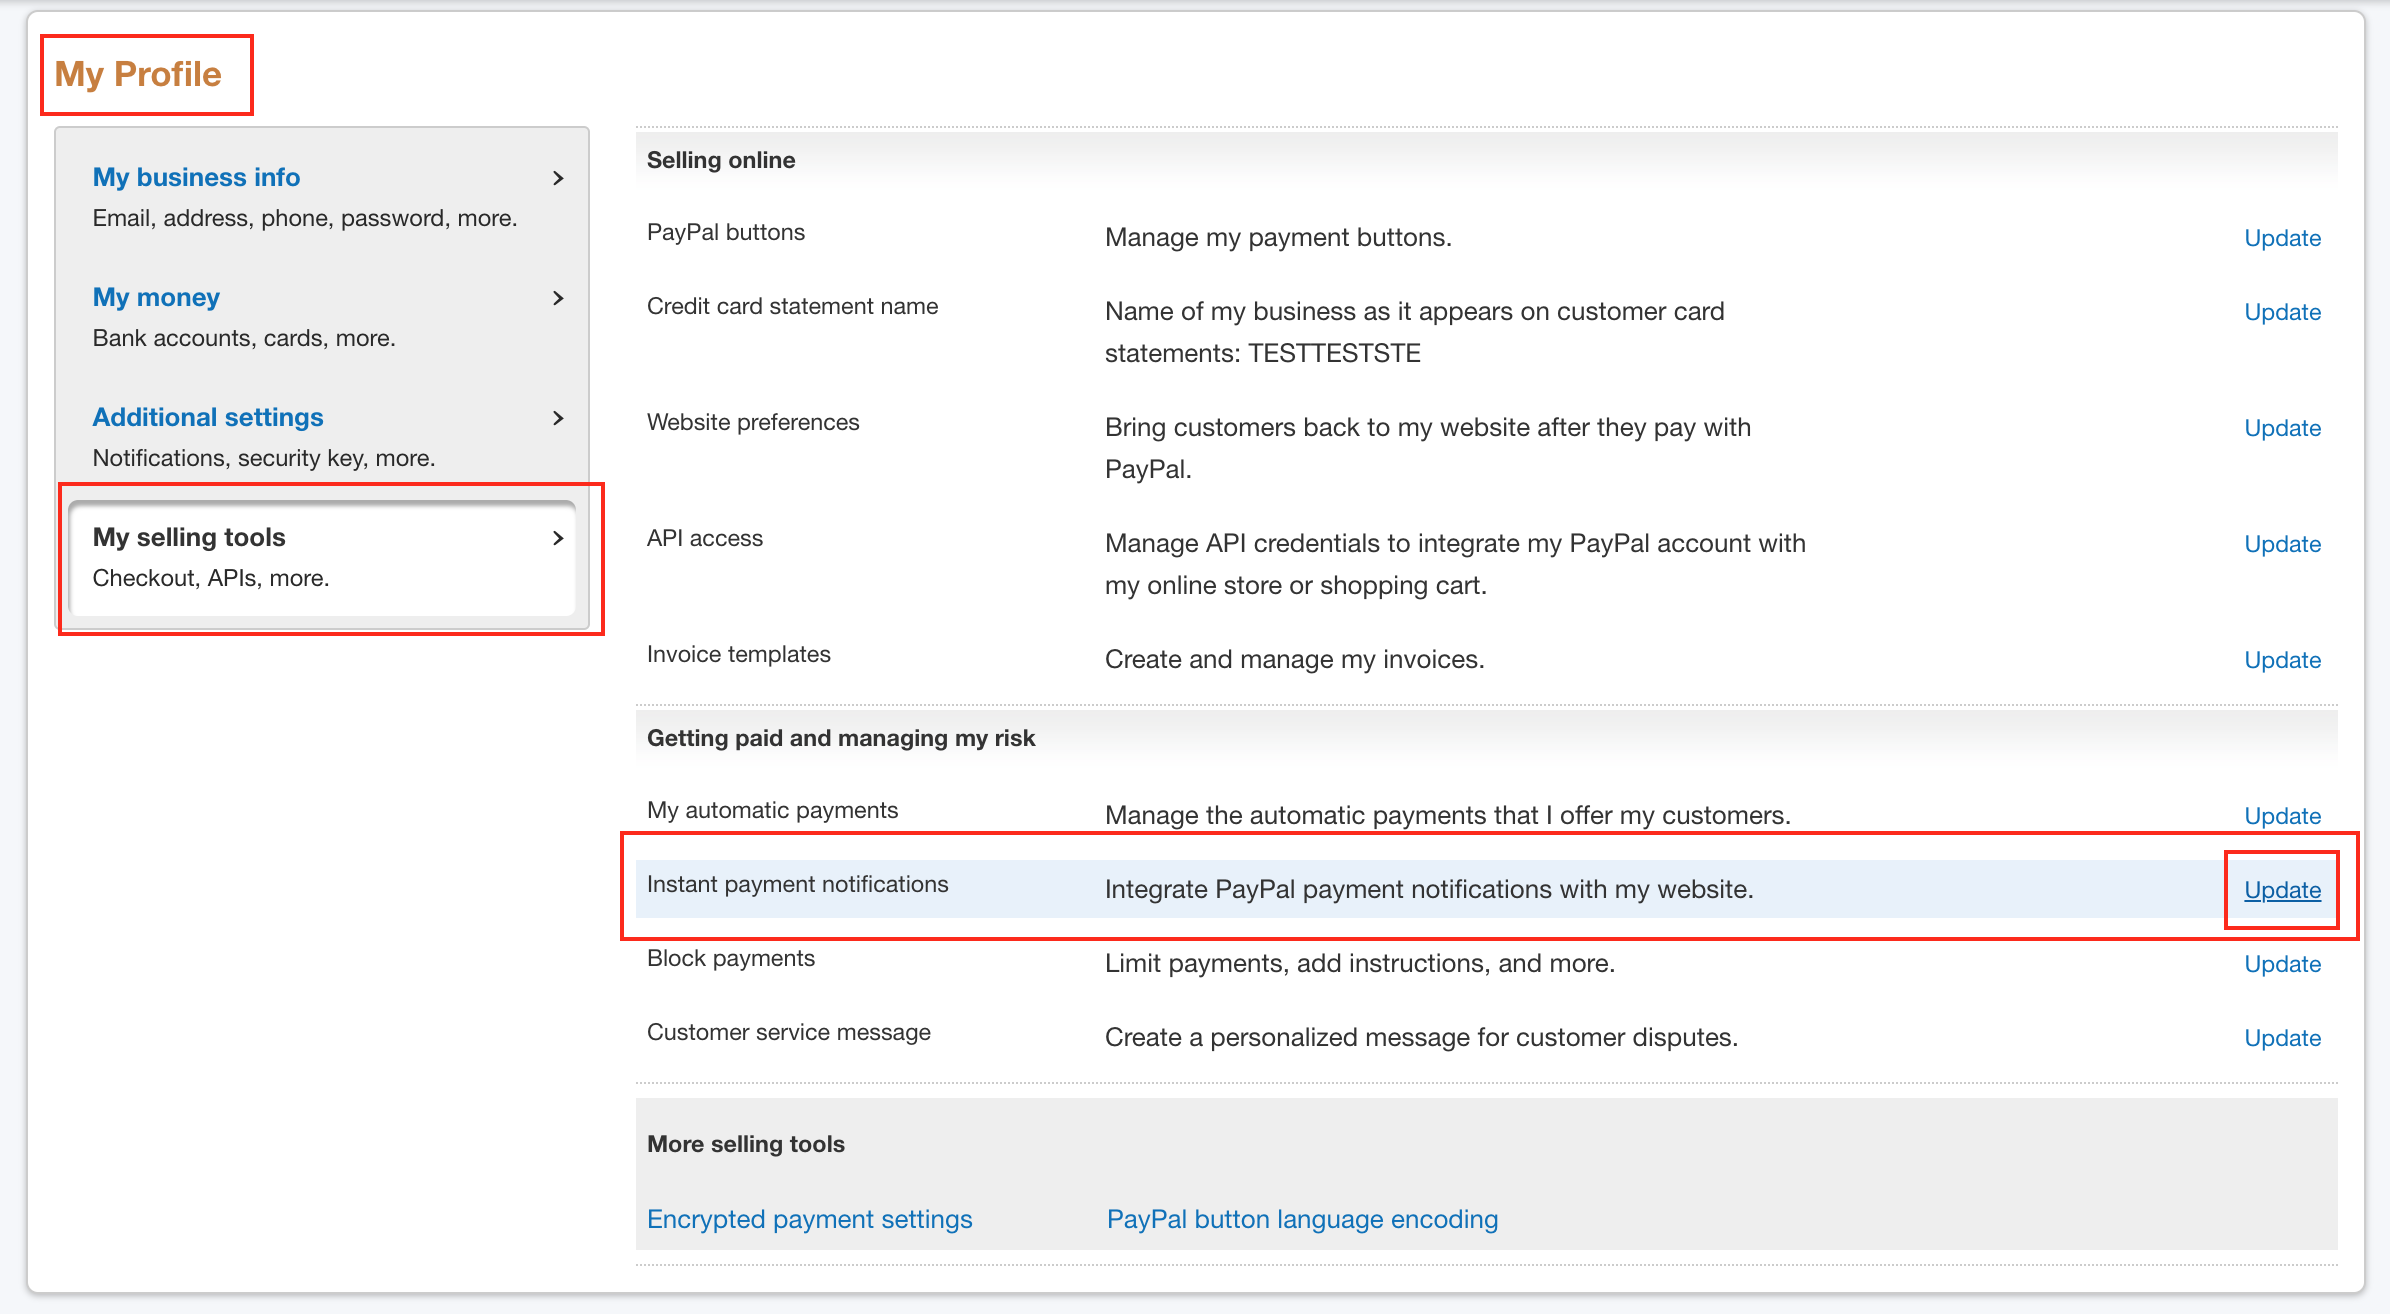 My Profile
My business info
Email, address, phone, password, more.
My money
Bank accounts, cards, more.
Additional settings
Notifications, security key, more.
My selling tools
Checkout, APIs, more.
Selling online
PayPal buttons Manage my payment buttons. Update
Credit card statement name Name of my business as it appears on customer card Update
statements: TESTTESTSTE
Website preferences Bring customers back to my website after they pay with Update
PayPal.
API access Manage API credentials to integrate my PayPal account with Update
my online store or shopping cart.
Invoice templates Create and manage my invoices. Update
Getting paid and managing my risk
My automatic payments Manage the automatic payments that I offer my customers. Update
Instant payment notifications Integrate PayPal payment notifications with my website. Update
Block payments Limit payments, add instructions, and more. Update
Customer service message Create a personalized message for customer disputes. Update
More selling tools
Encrypted payment settings PayPal button language encoding